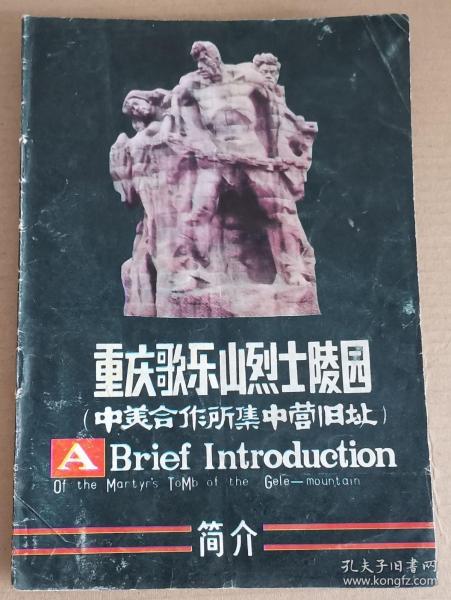 重庆歌乐山烈士陵园
(中美合作所集中营旧址)
A Brief Introduction
Of the Martyr's ToMb of the Gele—mountain
简介
孔夫子旧书网
www.kongfz.com